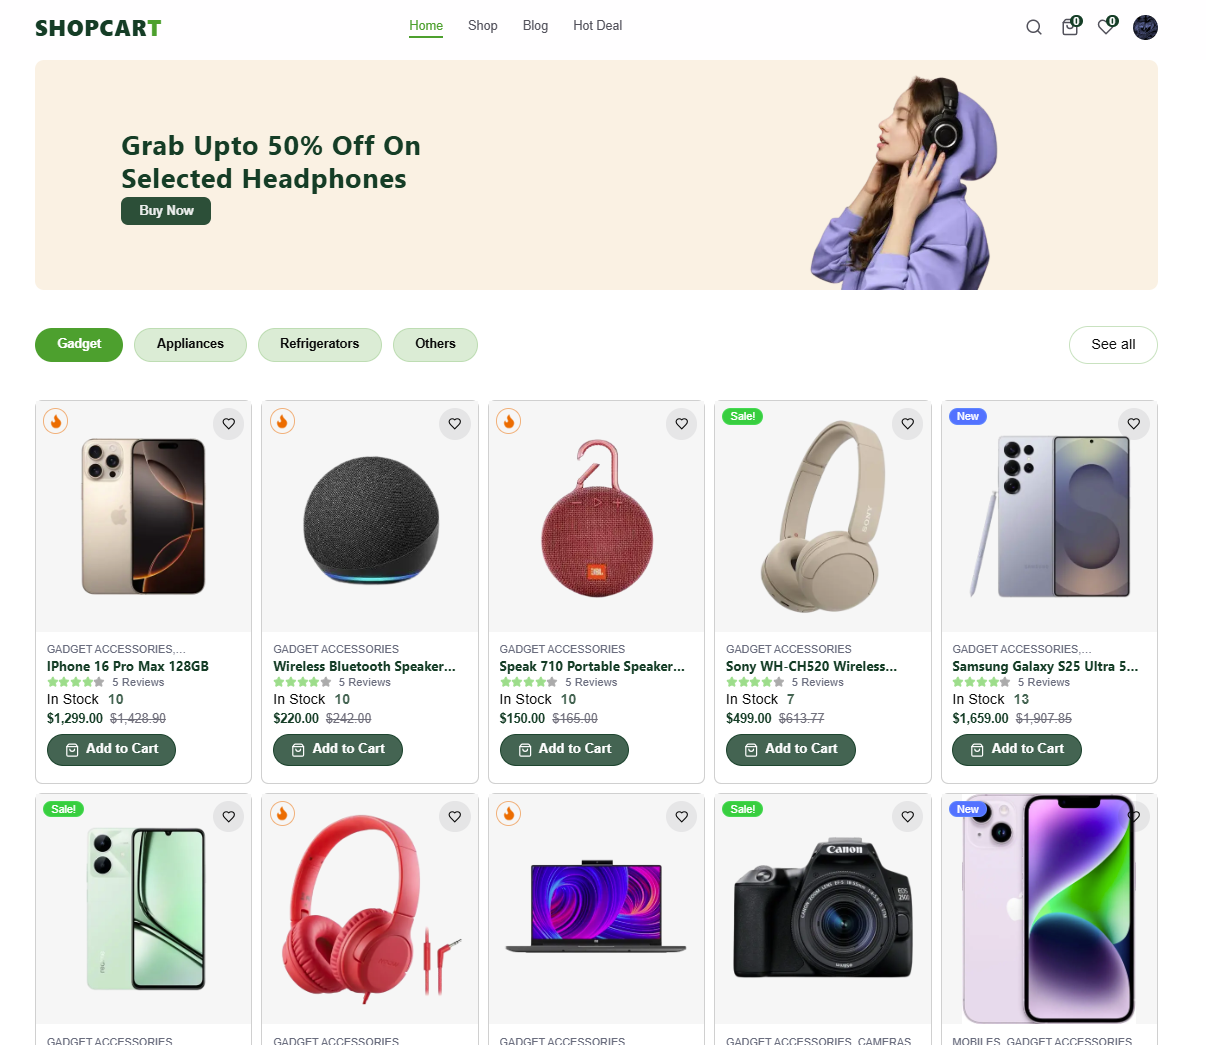 SHOPCART
Home Shop Blog Hot Deal
0 0
Grab Upto 50% Off On
Selected Headphones
Buy Now
Gadget Appliances Refrigerators Others See all
Sale! New
SONY
JBL
GADGET ACCESSORIES,... GADGET ACCESSORIES GADGET ACCESSORIES GADGET ACCESSORIES GADGET ACCESSORIES,...
IPhone 16 Pro Max 128GB Wireless Bluetooth Speaker... Speak 710 Portable Speaker... Sony WH-CH520 Wireless... Samsung Galaxy S25 Ultra 5...
5 Reviews 5 Reviews 5 Reviews 5 Reviews 5 Reviews
In Stock 10 In Stock 10 In Stock 10 In Stock 7 In Stock 13
$1,299.00 $1,428.90 $220.00 $242.00 $150.00 $165.00 $499.00 $613.77 $1,659.00 $1,907.85
Add to Cart Add to Cart Add to Cart Add to Cart Add to Cart
Sale! Sale! New
Canon
EOS
250D
GADGET ACCESSORIES GADGET ACCESSORIES GADGET ACCESSORIES GADGET ACCESSORIES, CAMERAS MOBILES, GADGET ACCESSORIES